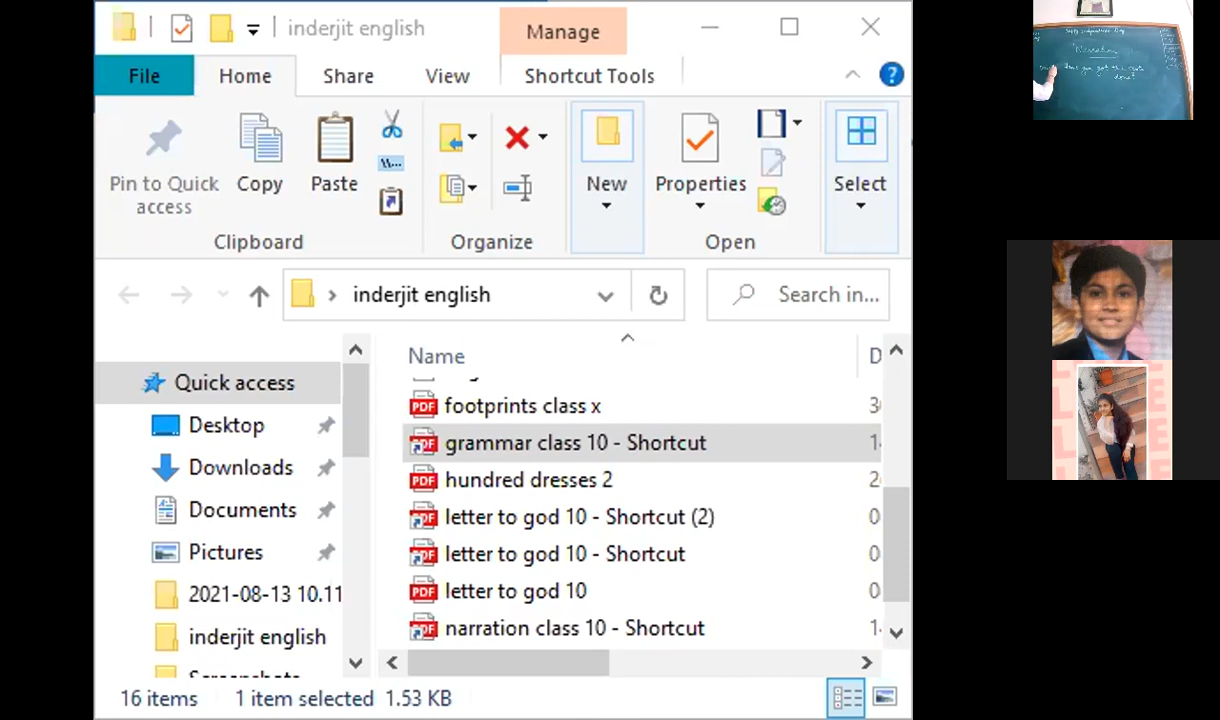 inderjit english
Manage
File
Home
Share
View
Shortcut Tools
Pin to Quick
access
Copy
Paste
New
Properties
Select
Clipboard
Organize
Open
inderjit english
Search in...
Name
D
Quick access
Desktop
Downloads
Documents
Pictures
2021-08-13 10.11
inderjit english
footprints class x
grammar class 10 - Shortcut
hundred dresses 2
letter to god 10 - Shortcut (2)
letter to god 10 - Shortcut
letter to god 10
narration class 10 - Shortcut
16 items
1 item selected 1.53 KB
Narration